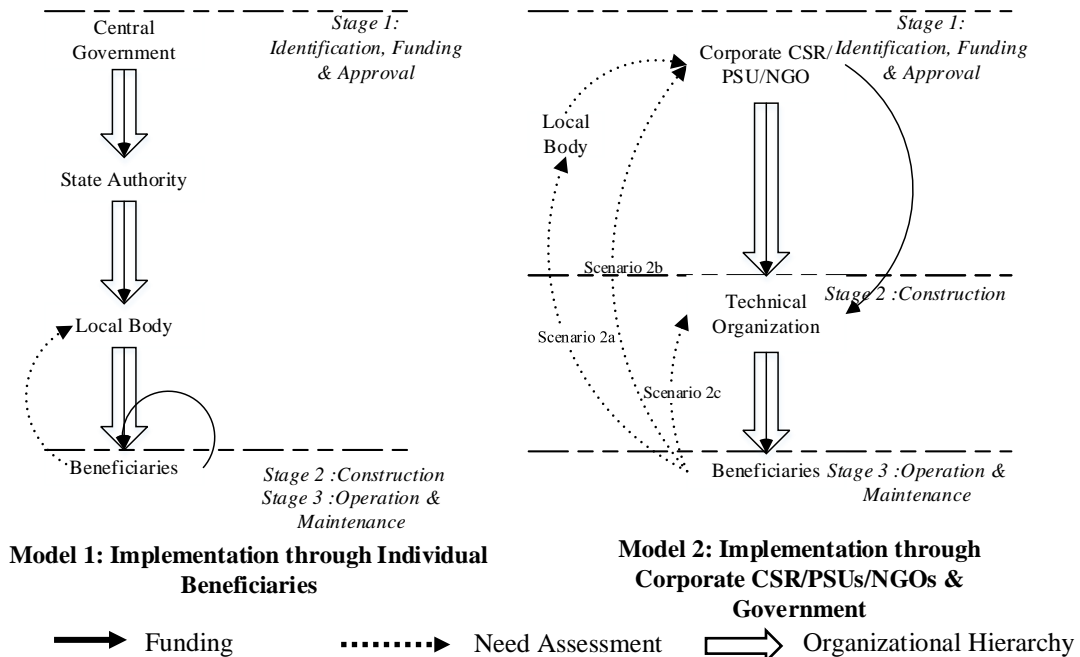 Central
Government
Stage 1:
Identification, Funding
& Approval
State Authority
Local Body
Beneficiaries
Stage 2 :Construction
Stage 3 :Operation &
Maintenance
Model 1: Implementation through Individual
Beneficiaries
Stage 1:
Identification, Funding
& Approval
Corporate CSR/
PSU/NGO
Local
Body
Scenario 2b
Stage 2 :Construction
Technical
Organization
Scenario 2a
Scenario 2c
Beneficiaries
Stage 3 :Operation &
Maintenance
Model 2: Implementation through
Corporate CSR/PSUs/NGOs &
Government
Funding
Need Assessment
Organizational Hierarchy